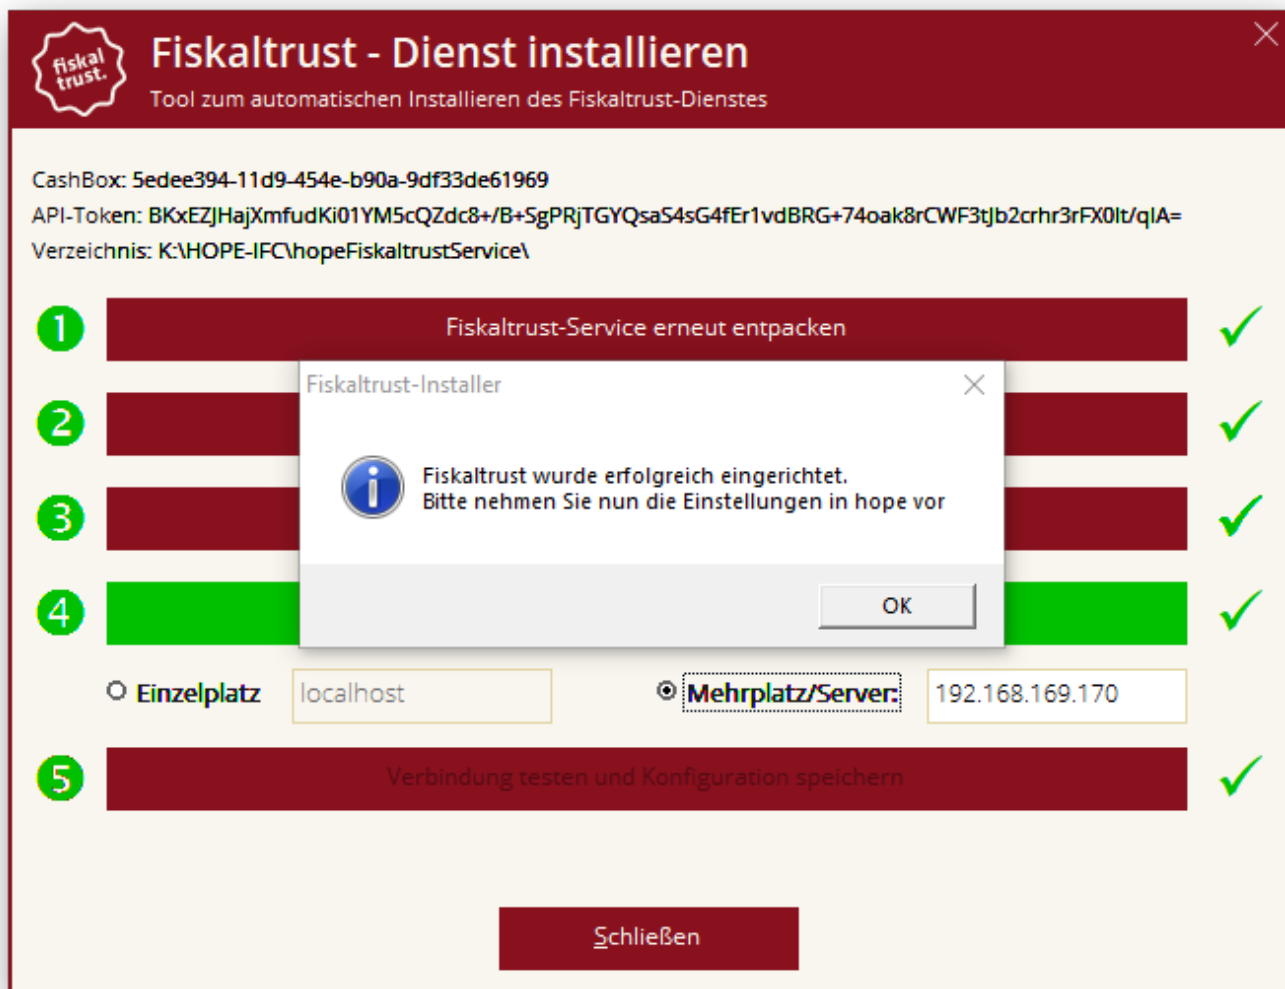 fiskal
trust.
Fiskaltrust - Dienst installieren
Tool zum automatischen Installieren des Fiskaltrust-Dienstes
CashBox: 5edee394-11d9-454e-b90a-9df33de61969
API-Token: BKxEZJHajXmfudKi01YM5cQZdc8+/B+SgPRjTGYQsaS4sG4fEr1vdBRG+74oak8rCWF3tJb2crhr3rFX0lt/qIA=
Verzeichnis: K:\HOPE-IFC\hopeFiskaltrustService\
1 Fiskaltrust-Service erneut entpacken
Fiskaltrust-Installer
2
Fiskaltrust wurde erfolgreich eingerichtet.
Bitte nehmen Sie nun die Einstellungen in hope vor
3
4
OK
Einzelplatz localhost Mehrplatz/Server: 192.168.169.170
5 Verbindung testen und Konfiguration speichern
Schließen